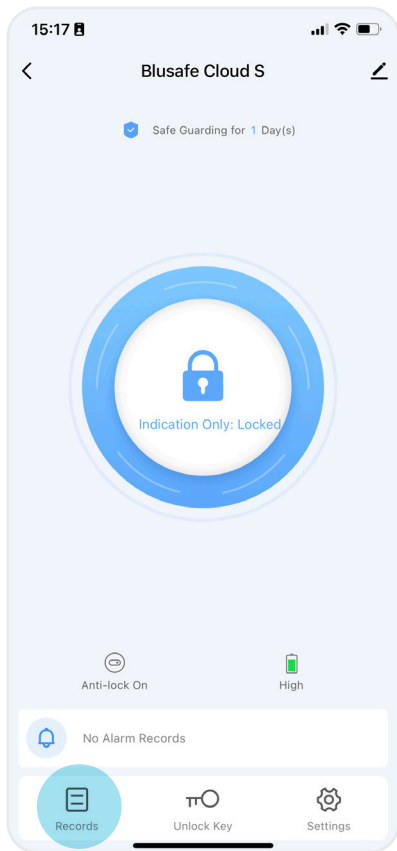 15:17
Blusafe Cloud S
Safe Guarding for 1 Day(s)
Indication Only: Locked
Anti-lock On
High
No Alarm Records
Records
Unlock Key
Settings